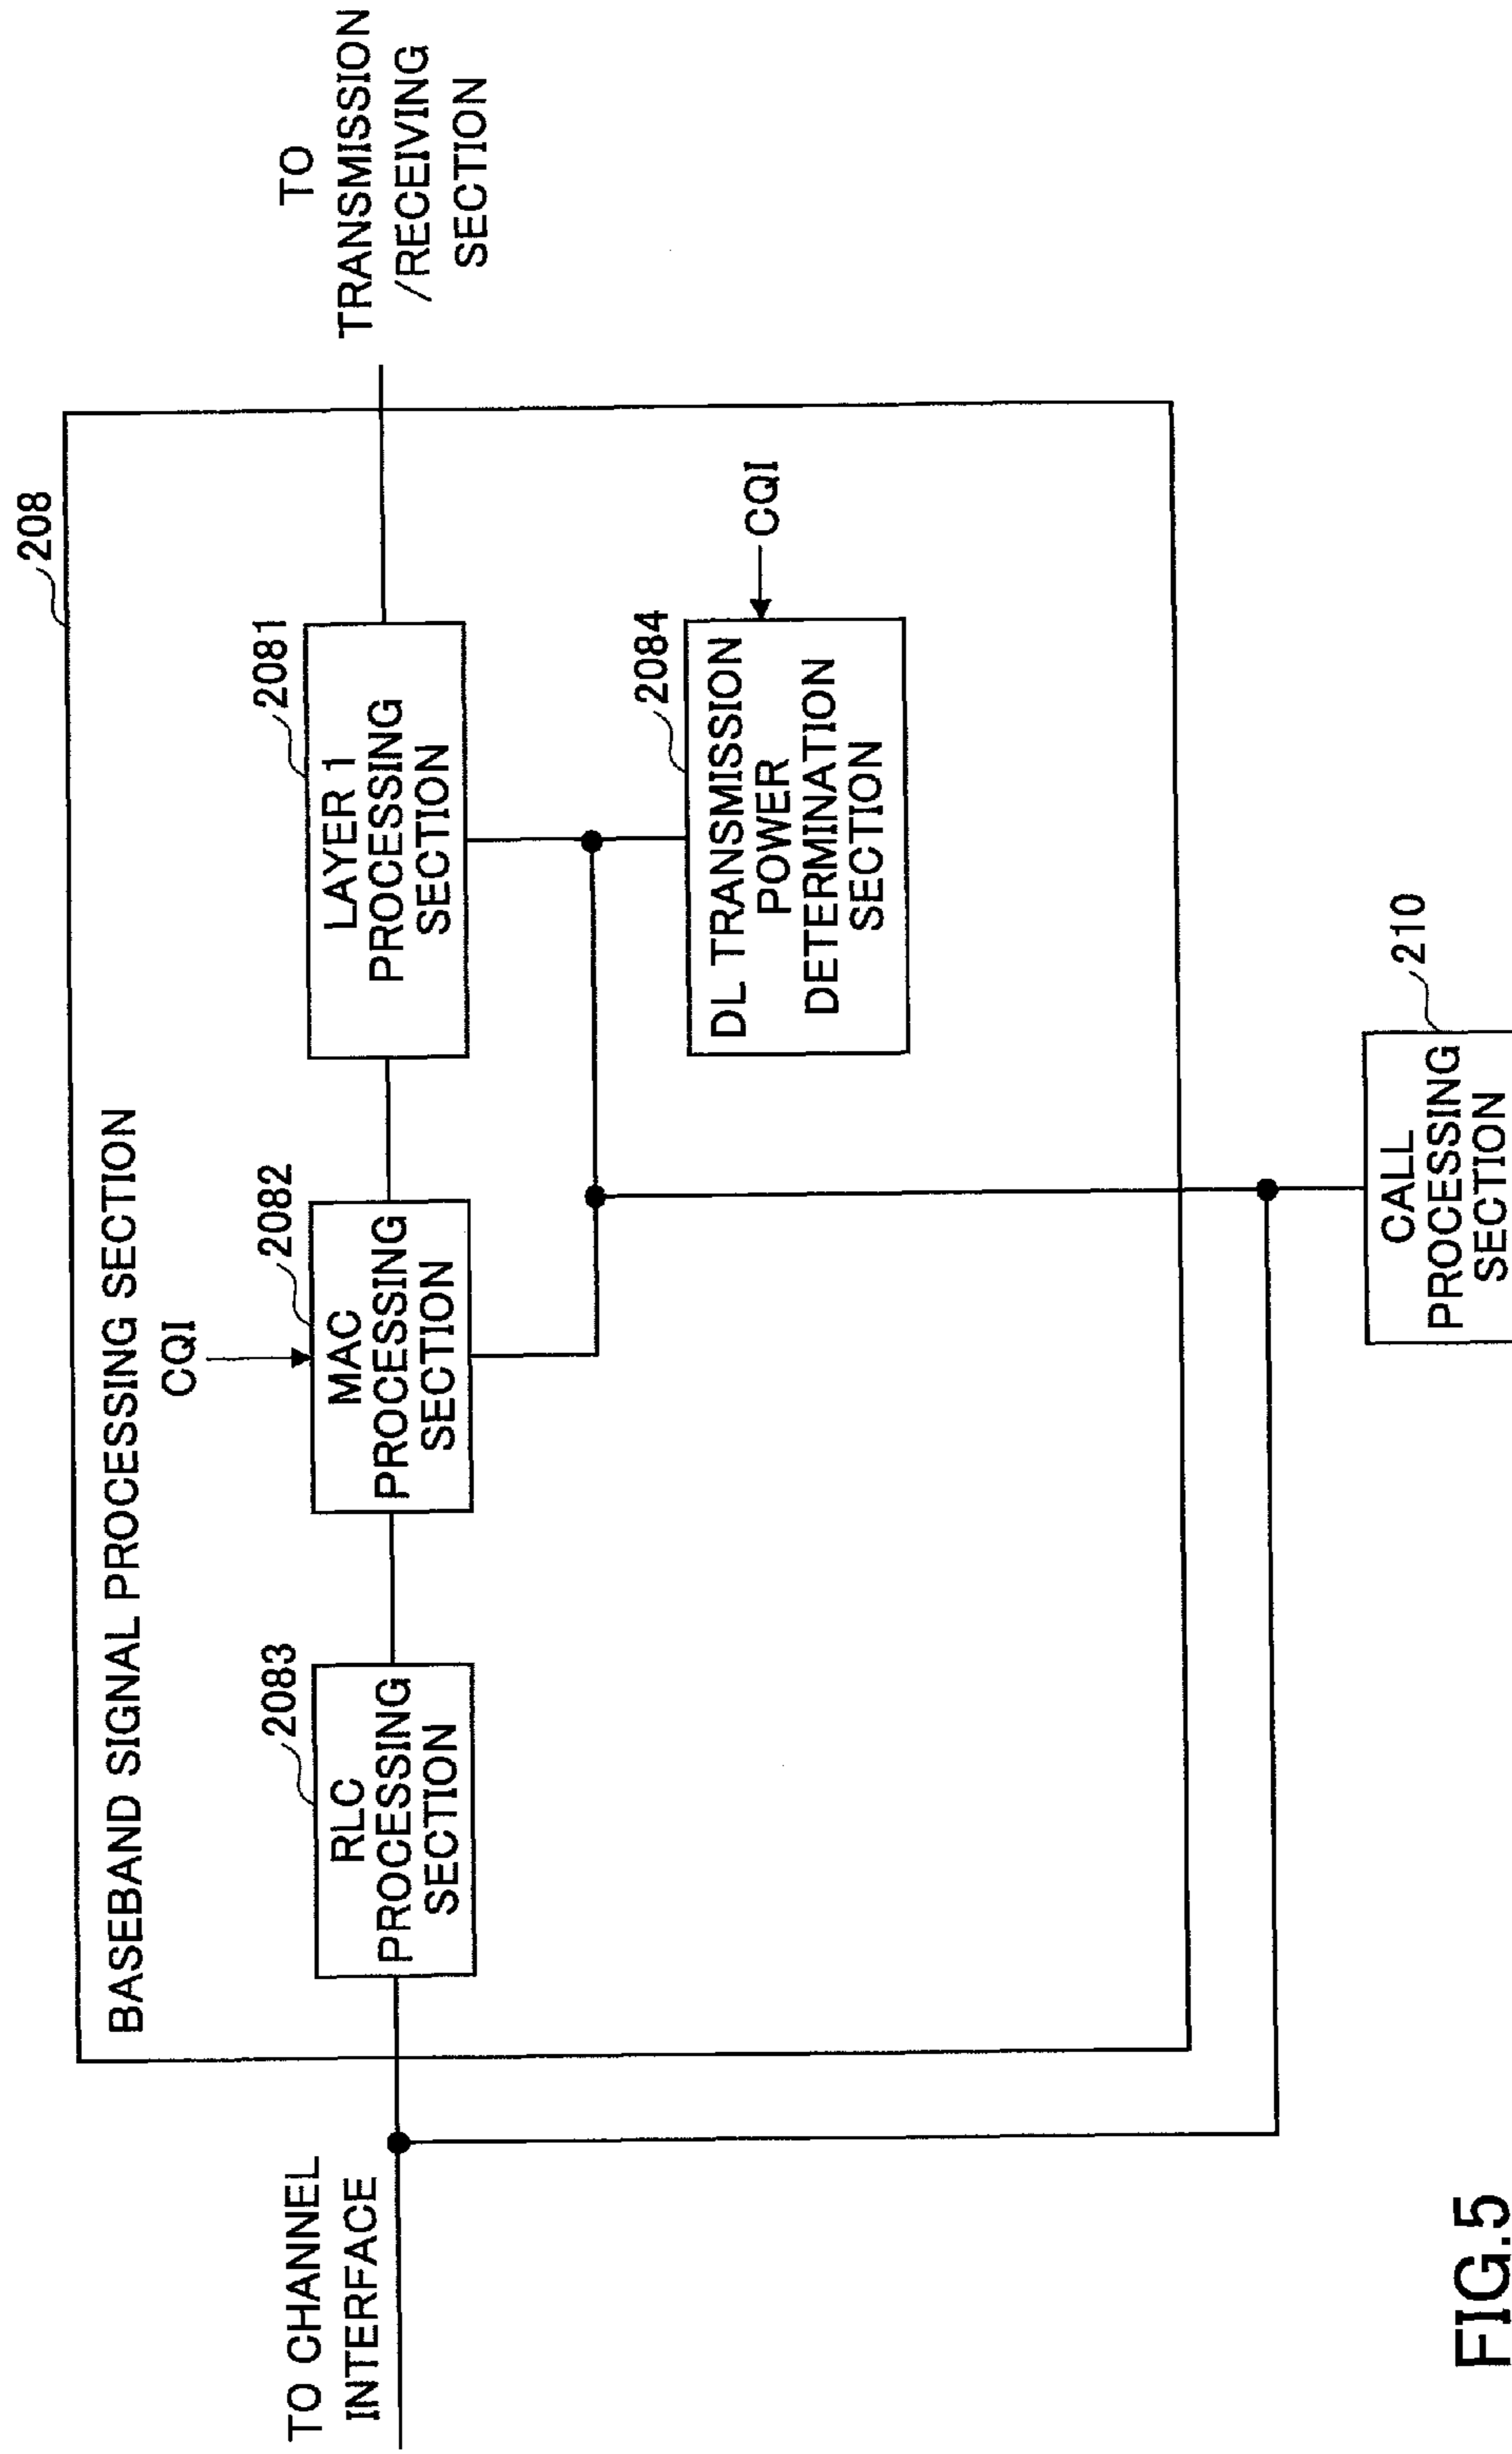 208
BASEBAND SIGNAL PROCESSING SECTION
CQI
TO CHANNEL
INTERFACE
2083
RLC
PROCESSING
SECTION
2082
MAC
PROCESSING
SECTION
2081
LAYER 1
PROCESSING
SECTION
TO
TRANSMISSION
/RECEIVING
SECTION
2084
DL TRANSMISSION
POWER
DETERMINATION
SECTION
CQI
210
CALL
PROCESSING
SECTION
FIG.5